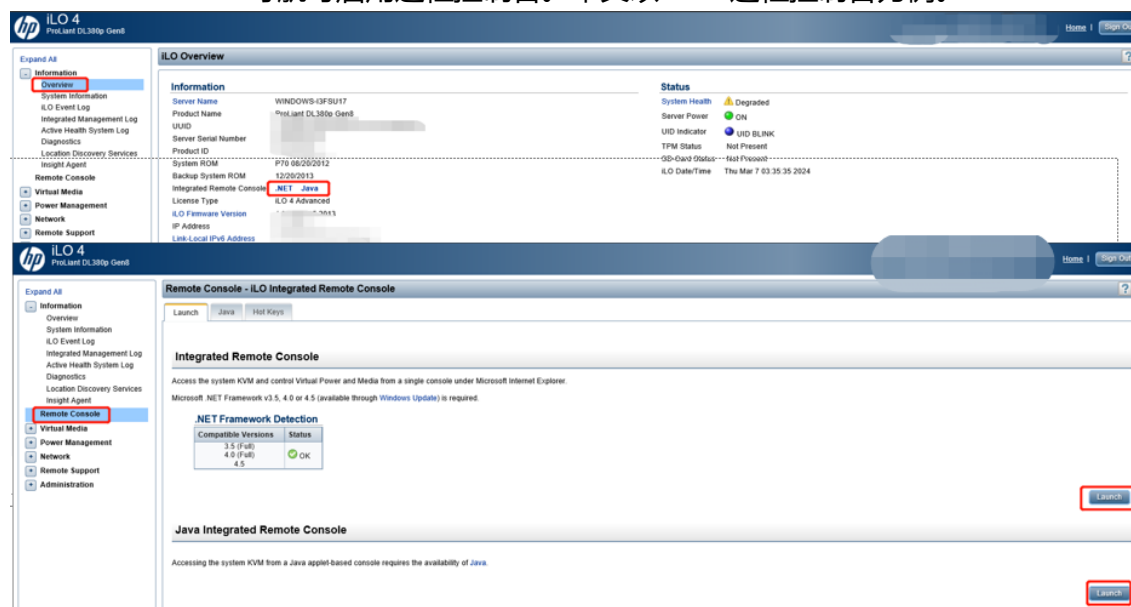 iLO 4
ProLiant DL380p Gen8
Home | Sign Ou
Expand All
Information
Overview
System Information
iLO Event Log
Integrated Management Log
Active Health System Log
Diagnostics
Location Discovery Services
Insight Agent
Remote Console
Virtual Media
Power Management
Network
Remote Support
iLO Overview
?
Information
Server Name WINDOWS-I3FSU17
Product Name ProLiant DL380p Gen8
UUID
Server Serial Number
Product ID
System ROM P70 08/20/2012
Backup System ROM 12/20/2013
Integrated Remote Console .NET Java
License Type iLO 4 Advanced
iLO Firmware Version 2013
IP Address
Link-Local IPv6 Address
Status
System Health Degraded
Server Power ON
UID Indicator UID BLINK
TPM Status Not Present
SD-Card Status Not Present
iLO Date/Time Thu Mar 7 03:35:35 2024
hp
iLO 4
ProLiant DL380p Gen8
Home | Sign Out
Expand All
Information
Overview
System Information
iLO Event Log
Integrated Management Log
Active Health System Log
Diagnostics
Location Discovery Services
Insight Agent
Remote Console
Virtual Media
Power Management
Network
Remote Support
Administration
Remote Console - iLO Integrated Remote Console
?
Launch Java Hot Keys
Integrated Remote Console
Access the system KVM and control Virtual Power and Media from a single console under Microsoft Internet Explorer.
Microsoft .NET Framework v3.5, 4.0 or 4.5 (available through Windows Update) is required.
.NET Framework Detection
Compatible Versions Status
3.5 (Full)
4.0 (Full) OK
4.5
Launch
Java Integrated Remote Console
Accessing the system KVM from a Java applet-based console requires the availability of Java.
Launch